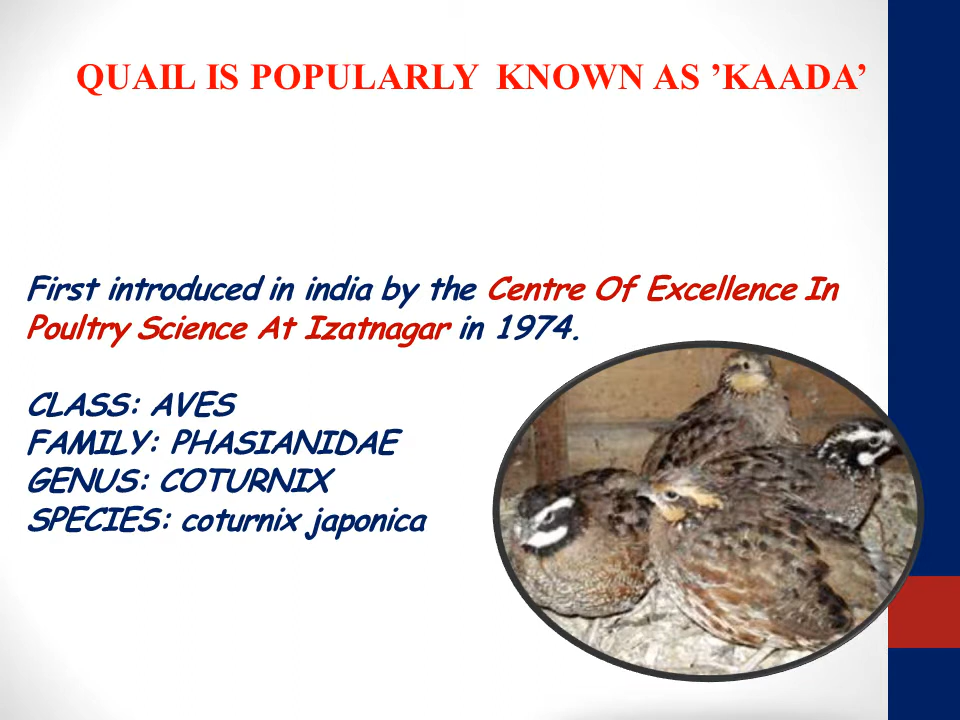 QUAIL IS POPULARLY KNOWN AS ’KAADA’
First introduced in india by the Centre Of Excellence In
Poultry Science At Izatnagar in 1974.
CLASS: AVES
FAMILY: PHASIANIDAE
GENUS: COTURNIX
SPECIES: coturnix japonica